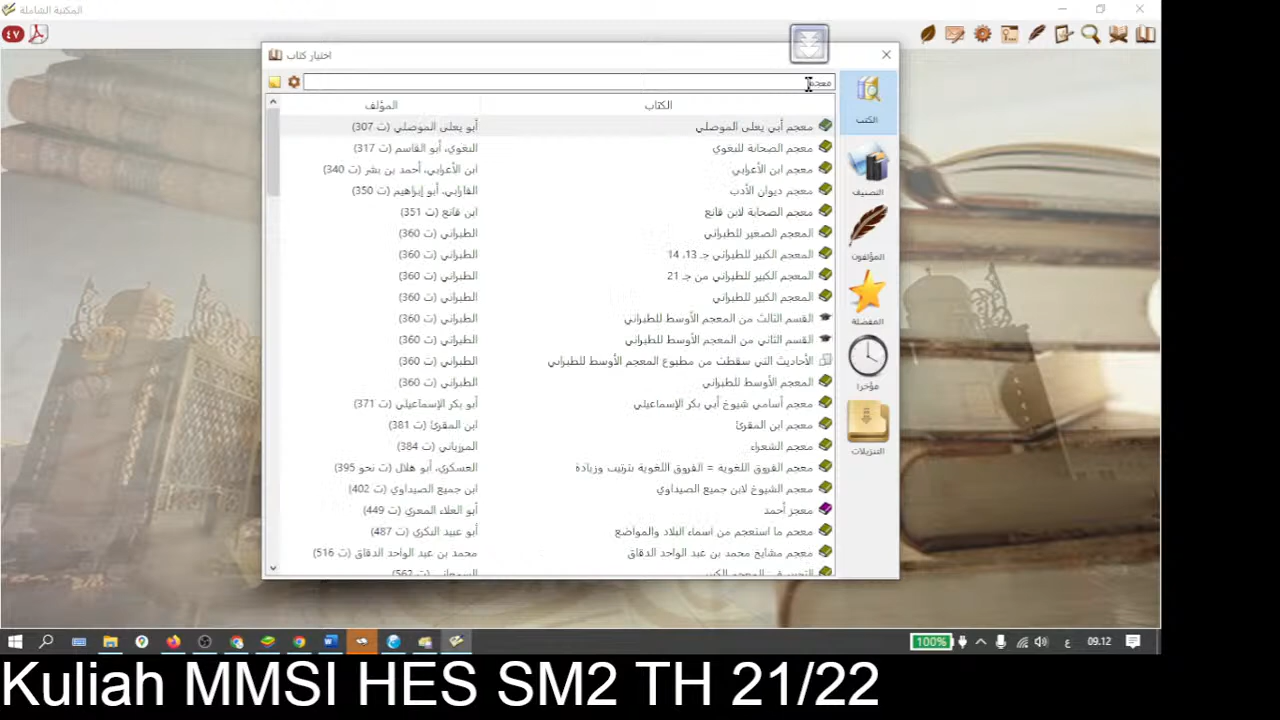 المكتبة الشاملة
٤٧
اختيار كتاب
معجم
الكتاب المؤلف
معجم أبي يعلى الموصلي أبو يعلى الموصلي (ت 307)
معجم الصحابة للبغوي البغوي، أبو القاسم (ت 317)
معجم ابن الأعرابي ابن الأعرابي، أحمد بن بشر (ت 340)
معجم ديوان الأدب الفارابي، أبو إبراهيم (ت 350)
معجم الصحابة لابن قانع ابن قانع (ت 351)
المعجم الصغير للطبراني الطبراني (ت 360)
المعجم الكبير للطبراني جـ 13، 14 الطبراني (ت 360)
المعجم الكبير للطبراني من جـ 21 الطبراني (ت 360)
المعجم الكبير للطبراني الطبراني (ت 360)
القسم الثالث من المعجم الأوسط للطبراني الطبراني (ت 360)
القسم الثاني من المعجم الأوسط للطبراني الطبراني (ت 360)
الأحاديث التي سقطت من مطبوع المعجم الأوسط للطبراني الطبراني (ت 360)
المعجم الأوسط للطبراني الطبراني (ت 360)
معجم أسامي شيوخ أبي بكر الإسماعيلي أبو بكر الإسماعيلي (ت 371)
معجم ابن المقرئ ابن المقرئ (ت 381)
معجم الشعراء المرزباني (ت 384)
معجم الفروق اللغوية = الفروق اللغوية بترتيب وزيادة العسكري، أبو هلال (ت نحو 395)
معجم الشيوخ لابن جميع الصيداوي ابن جميع الصيداوي (ت 402)
معجز أحمد أبو العلاء المعري (ت 449)
معجم ما استعجم من أسماء البلاد والمواضع أبو عبيد البكري (ت 487)
معجم مشايخ محمد بن عبد الواحد الدقاق محمد بن عبد الواحد الدقاق (ت 516)
التحبير في المعجم الكبير السمعاني (ت 562)
الكتب
التصنيف
المؤلفون
المفضلة
مؤخرا
التنزيلات
100%
ع
09.12
Kuliah MMSI HES SM2 TH 21/22